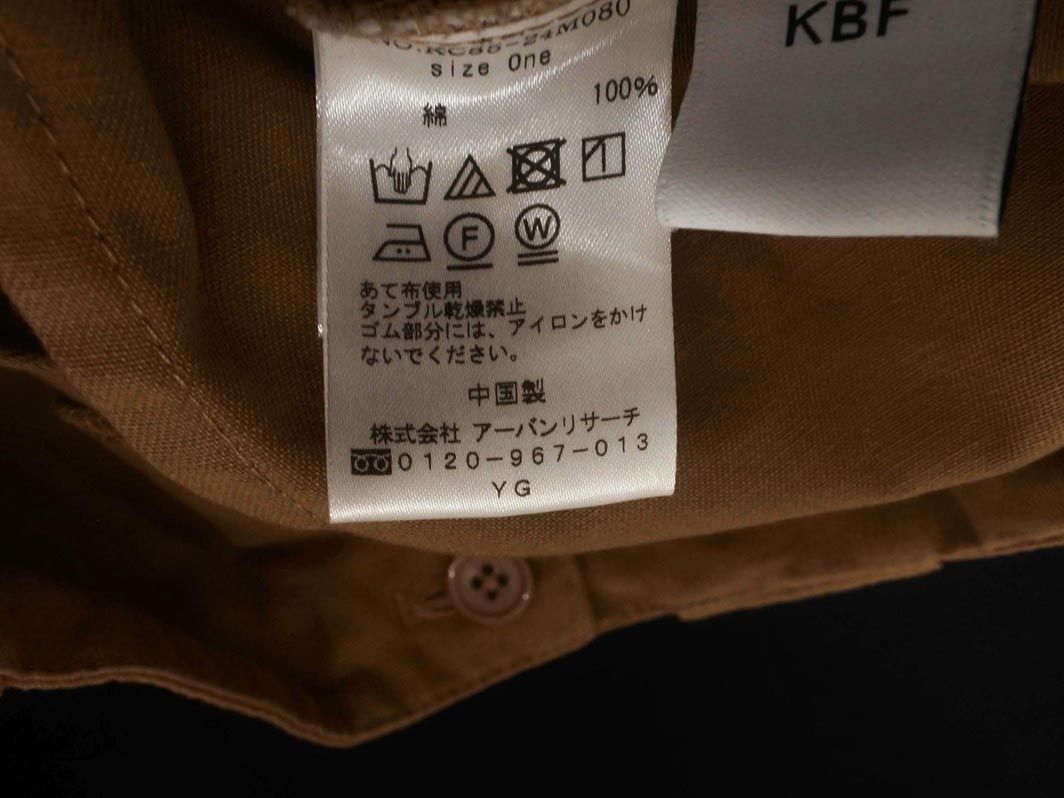 KBF
NO.KC85-24M080
size One
綿 100%
F W
あて布使用
タンブル乾燥禁止
ゴム部分には、アイロンをかけ
ないでください。
中国製
株式会社 アーバンリサーチ
0120-967-013
YG